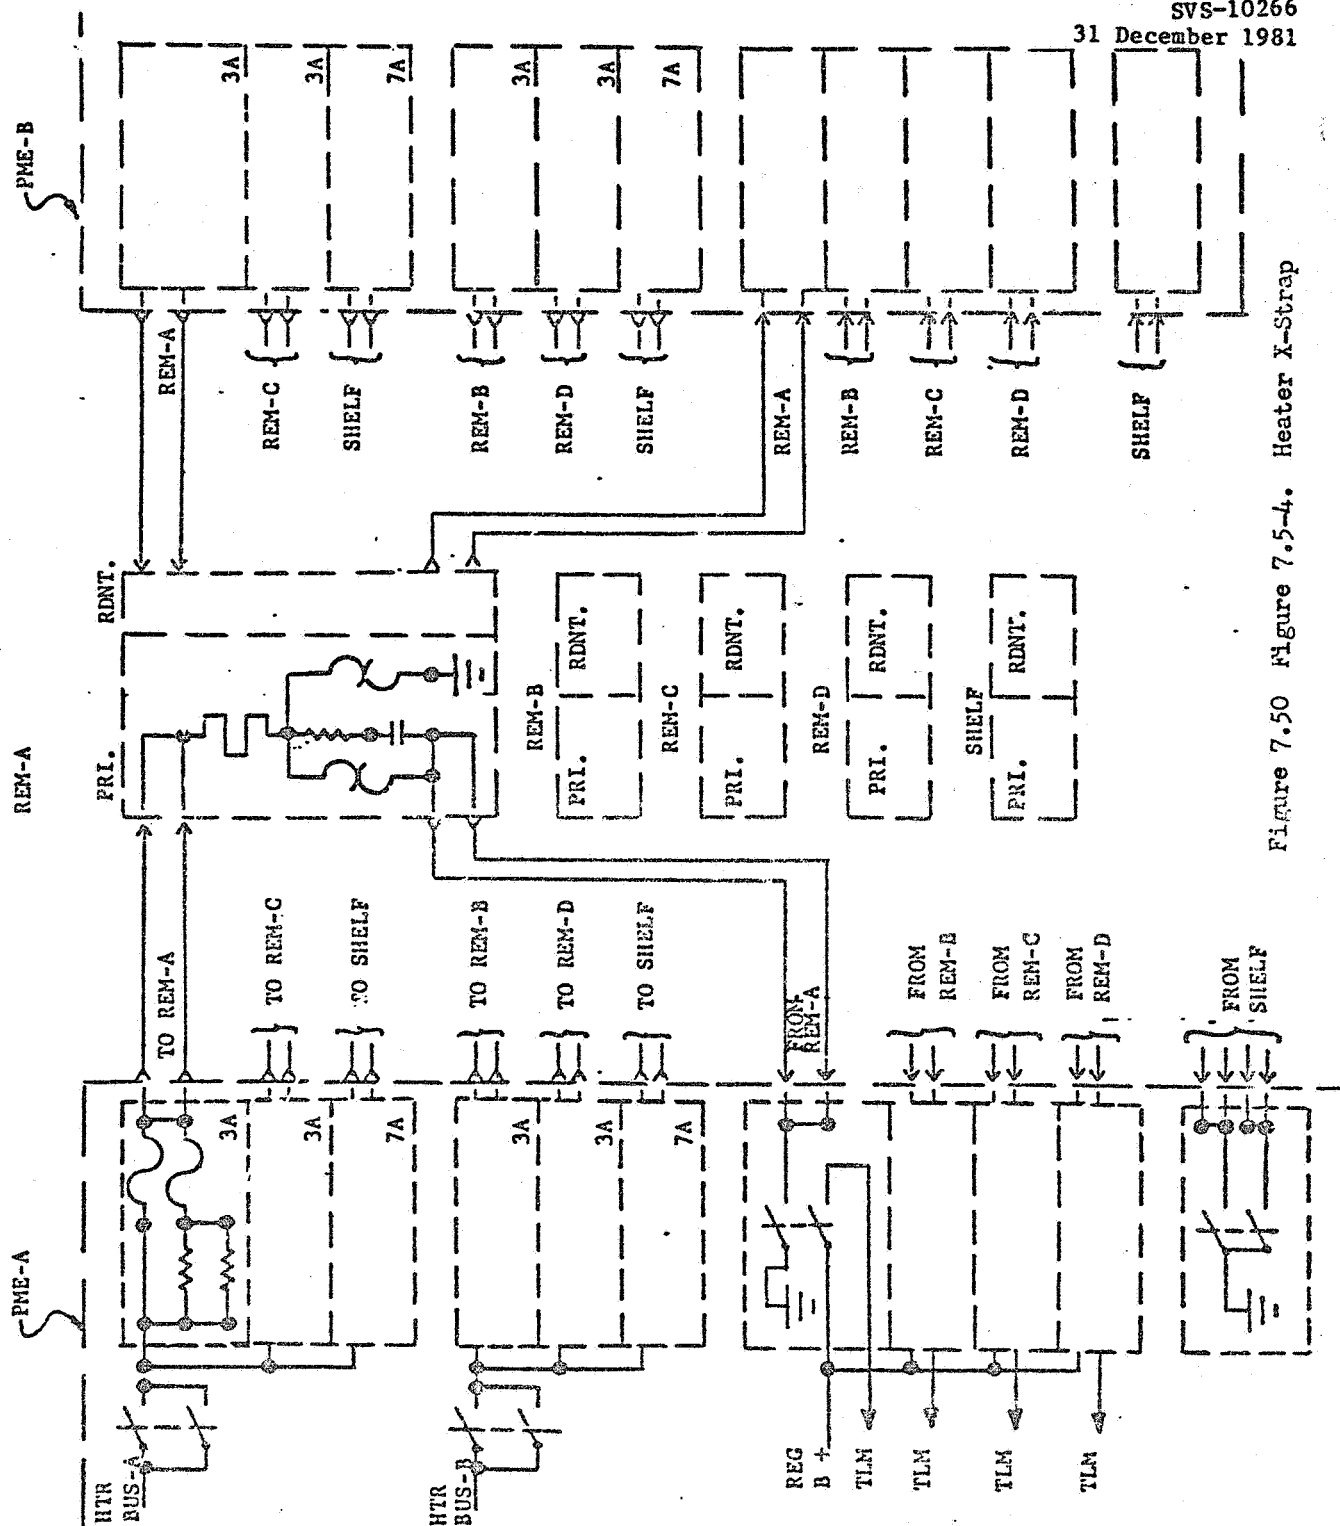 SVS-10266
31 December 1981
PME-B
3A
3A
7A
3A
3A
7A
REM-A
REM-C
SHELF
REM-B
REM-D
SHELF
REM-A
REM-B
REM-C
REM-D
SHELF
REM-A
PRI.
RDNT.
REM-B
PRI.
RDNT.
REM-C
PRI.
RDNT.
REM-D
PRI.
RDNT.
SHELF
PRI.
RDNT.
TO REM-A
TO REM-C
TO SHELF
TO REM-B
TO REM-D
TO SHELF
FROM
REM-A
FROM
REM-B
FROM
REM-C
FROM
REM-D
FROM
SHELF
PME-A
3A
3A
7A
3A
3A
7A
HTR
BUS-A
HTR
BUS-B
REG
B +
TLM
TLM
TLM
TLM
Figure 7.50 Figure 7.5-4. Heater X-Strap